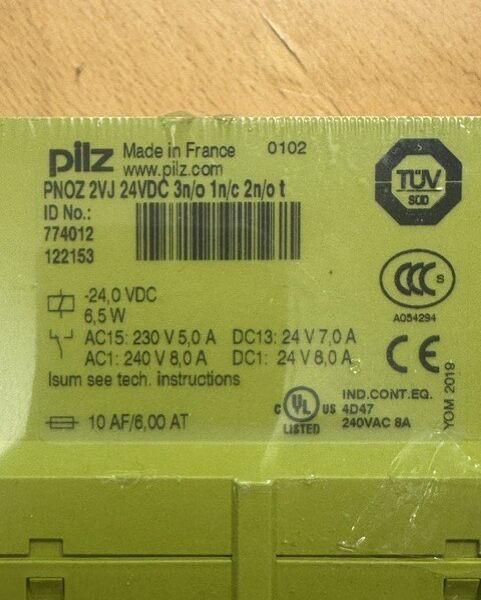 pilz Made in France 0102
www.pilz.com
PNOZ 2VJ 24VDC 3n/o 1n/c 2n/o t
ID No.:
774012
122153
TÜV
SÜD
CCC S
A054294
-24,0 VDC
6,5 W
AC15: 230 V 5,0 A DC13: 24 V 7,0 A
AC1: 240 V 8,0 A DC1: 24 V 8,0 A
Isum see tech. instructions
CE
YOM 2019
10 AF/6,00 AT
C UL US
LISTED
IND.CONT.EQ.
4D47
240VAC 8A